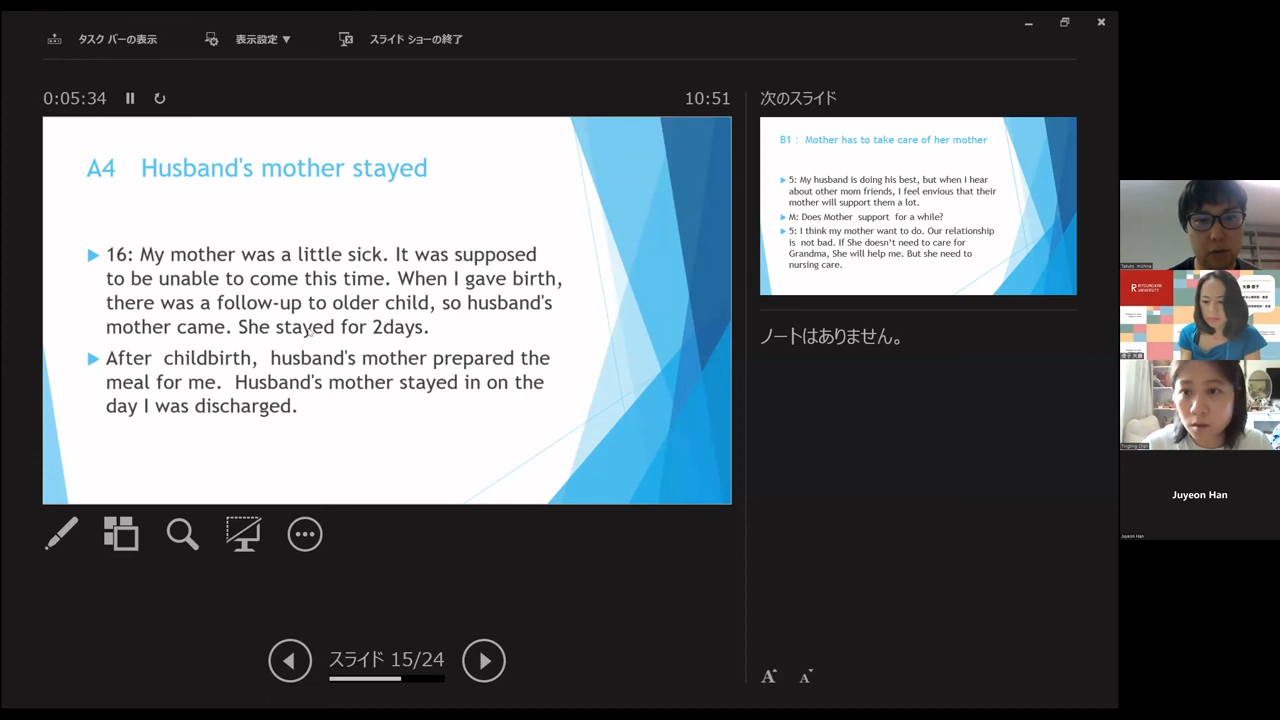 タスク バーの表示
表示設定 ▼
スライド ショーの終了
0:05:34
10:51
A4 Husband's mother stayed
16: My mother was a little sick. It was supposed
to be unable to come this time. When I gave birth,
there was a follow-up to older child, so husband's
mother came. She stayed for 2days.
After childbirth, husband's mother prepared the
meal for me. Husband's mother stayed in on the
day I was discharged.
スライド 15/24
次のスライド
B1： Mother has to take care of her mother
5: My husband is doing his best, but when I hear
about other mom friends, I feel envious that their
mother will support them a lot.
M: Does Mother support for a while?
5: I think my mother want to do. Our relationship
is not bad. If She doesn't need to care for
Grandma, She will help me. But she need to
nursing care.
ノートはありません。
A
A
RITSUMEIKAN
UNIVERSITY
Juyeon Han
Juyeon Han